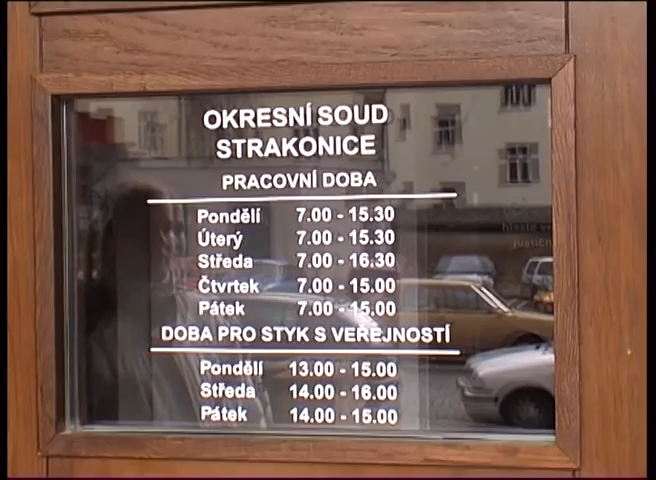 OKRESNÍ SOUD
STRAKONICE
PRACOVNÍ DOBA
Pondělí 7.00 - 15.30
Úterý 7.00 - 15.30
Středa 7.00 - 16.30
Čtvrtek 7.00 - 15.00
Pátek 7.00 - 15.00
DOBA PRO STYK S VEŘEJNOSTÍ
Pondělí 13.00 - 15.00
Středa 14.00 - 16.00
Pátek 14.00 - 15.00